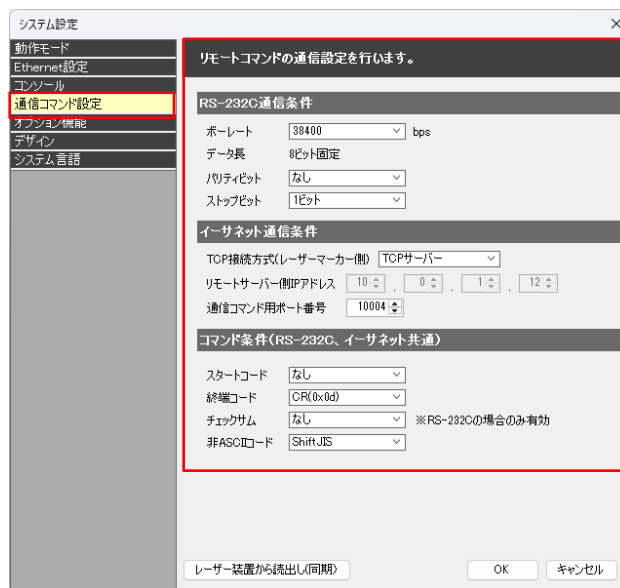 システム設定
動作モード
Ethernet設定
コンソール
通信コマンド設定
オプション機能
デザイン
システム言語
リモートコマンドの通信設定を行います。
RS-232C通信条件
ボーレート 38400 bps
データ長 8ビット固定
パリティビット なし
ストップビット 1ビット
イーサネット通信条件
TCP接続方式(レーザーマーカー側) TCPサーバー
リモートサーバー側IPアドレス 10 . 0 . 1 . 12
通信コマンド用ポート番号 10004
コマンド条件(RS-232C、イーサネット共通)
スタートコード なし
終端コード CR(0x0d)
チェックサム なし ※RS-232Cの場合のみ有効
非ASCIIコード ShiftJIS
レーザー装置から読出し(同期) OK キャンセル